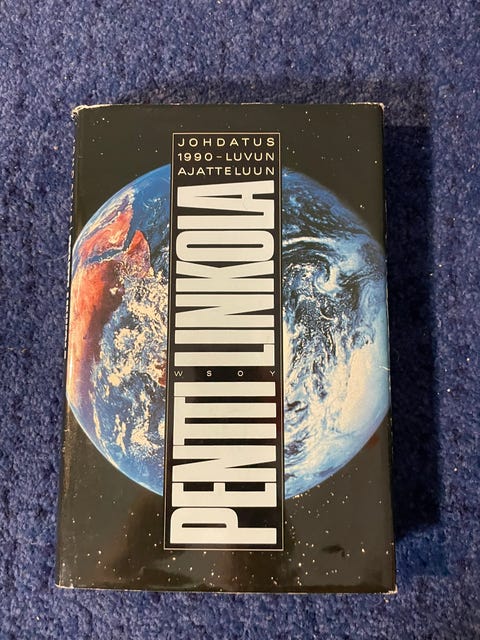 JOHDATUS
1990-LUVUN
AJATTELUUN
PENTTI LINKOLA
WSOY